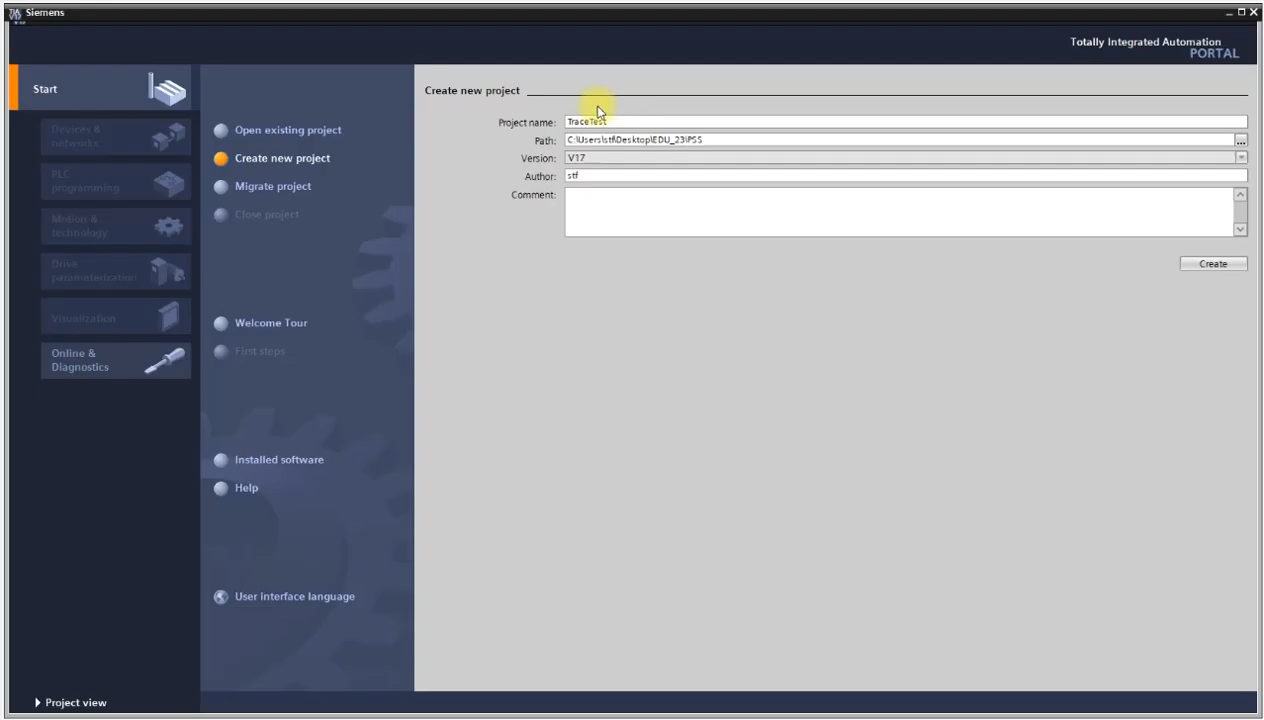 Siemens
Totally Integrated Automation
PORTAL
Start
Devices &
networks
PLC
programming
Motion &
technology
Drive
parameterization
Visualization
Online &
Diagnostics
Open existing project
Create new project
Migrate project
Close project
Welcome Tour
First steps
Installed software
Help
User interface language
Create new project
Project name: TraceTest
Path: C:\Users\stf\Desktop\EDU_23\PSS
...
Version: V17
Author: stf
Comment:
Create
Project view